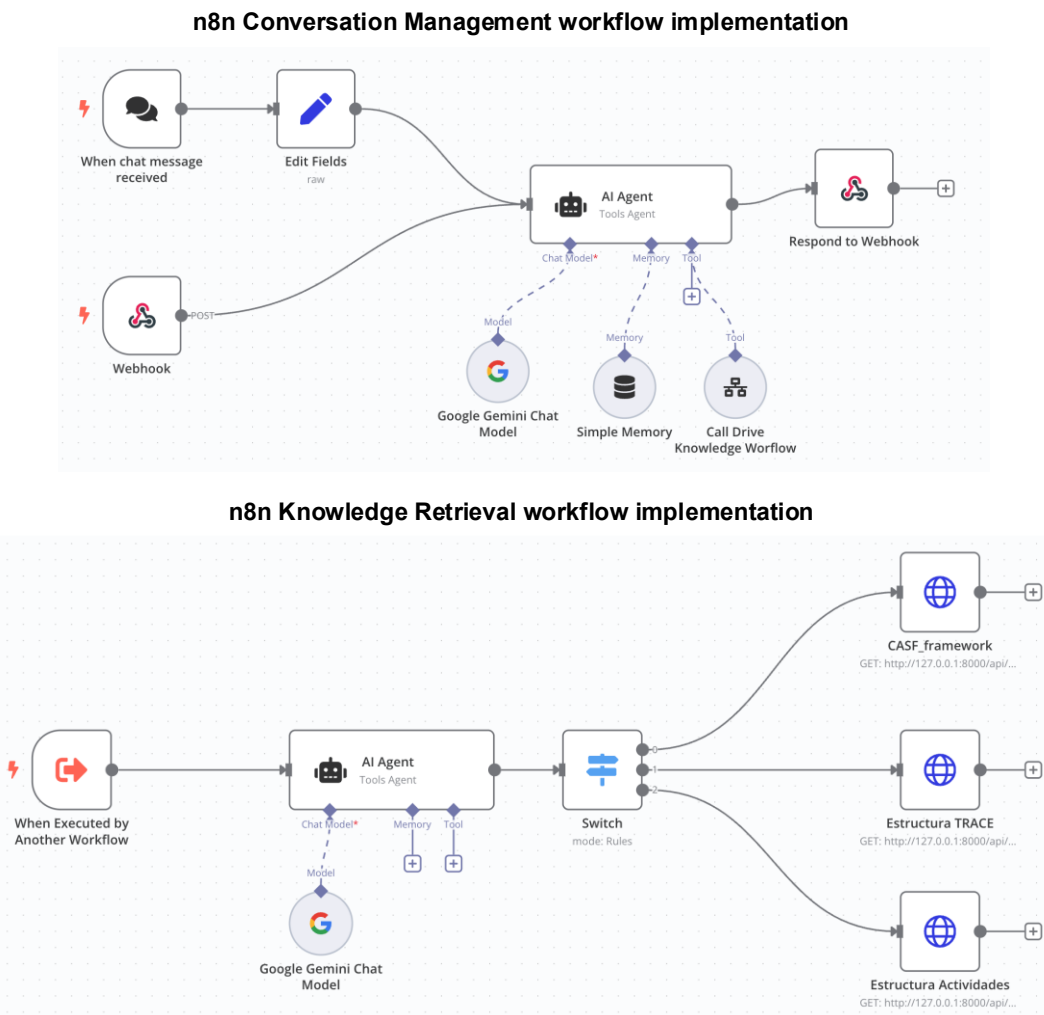 n8n Conversation Management workflow implementation
When chat message
received
Edit Fields
raw
Webhook
POST
AI Agent
Tools Agent
Chat Model*
Memory
Tool
Respond to Webhook
Model
Google Gemini Chat
Model
Memory
Simple Memory
Tool
Call Drive
Knowledge Worflow
n8n Knowledge Retrieval workflow implementation
When Executed by
Another Workflow
AI Agent
Tools Agent
Chat Model*
Memory
Tool
Model
Google Gemini Chat
Model
Switch
mode: Rules
0
1
2
CASF_framework
GET: http://127.0.0.1:8000/api/...
Estructura TRACE
GET: http://127.0.0.1:8000/api/...
Estructura Actividades
GET: http://127.0.0.1:8000/api/...